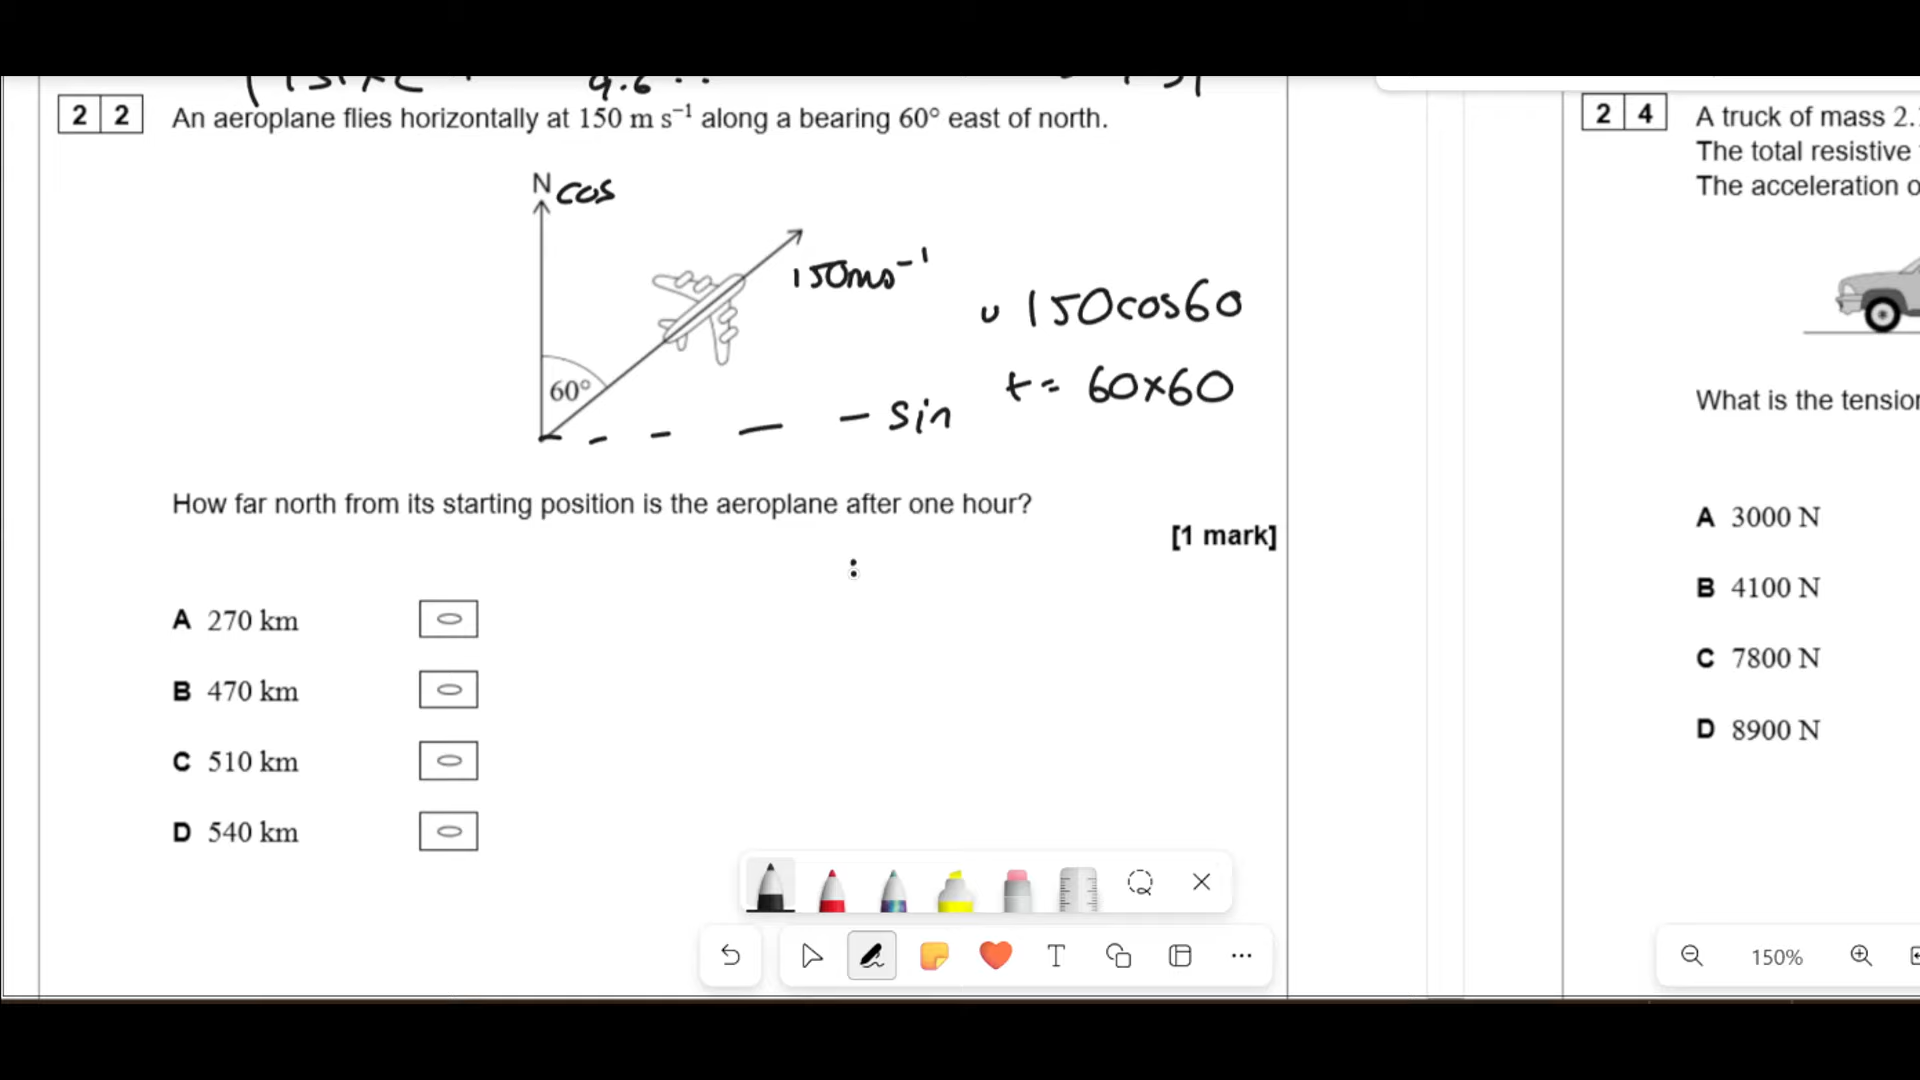 9.6
2 2 An aeroplane flies horizontally at 150 m s⁻¹ along a bearing 60° east of north.
N cos
150ms⁻¹
60°
sin
v 150cos60
t = 60×60
How far north from its starting position is the aeroplane after one hour?
[1 mark]
A 270 km
B 470 km
C 510 km
D 540 km
2 4 A truck of mass 2.
The total resistive
The acceleration o
What is the tension
A 3000 N
B 4100 N
C 7800 N
D 8900 N
150%